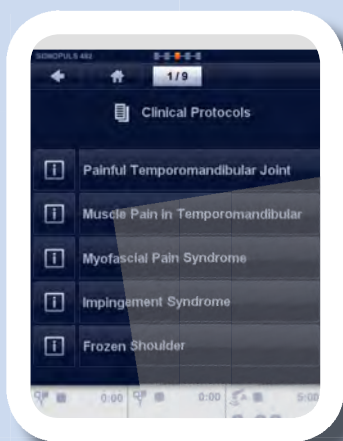 SONOPULS 492
1/9
Clinical Protocols
Painful Temporomandibular Joint
Muscle Pain in Temporomandibular
Myofascial Pain Syndrome
Impingement Syndrome
Frozen Shoulder
0:00 0:00 5:00